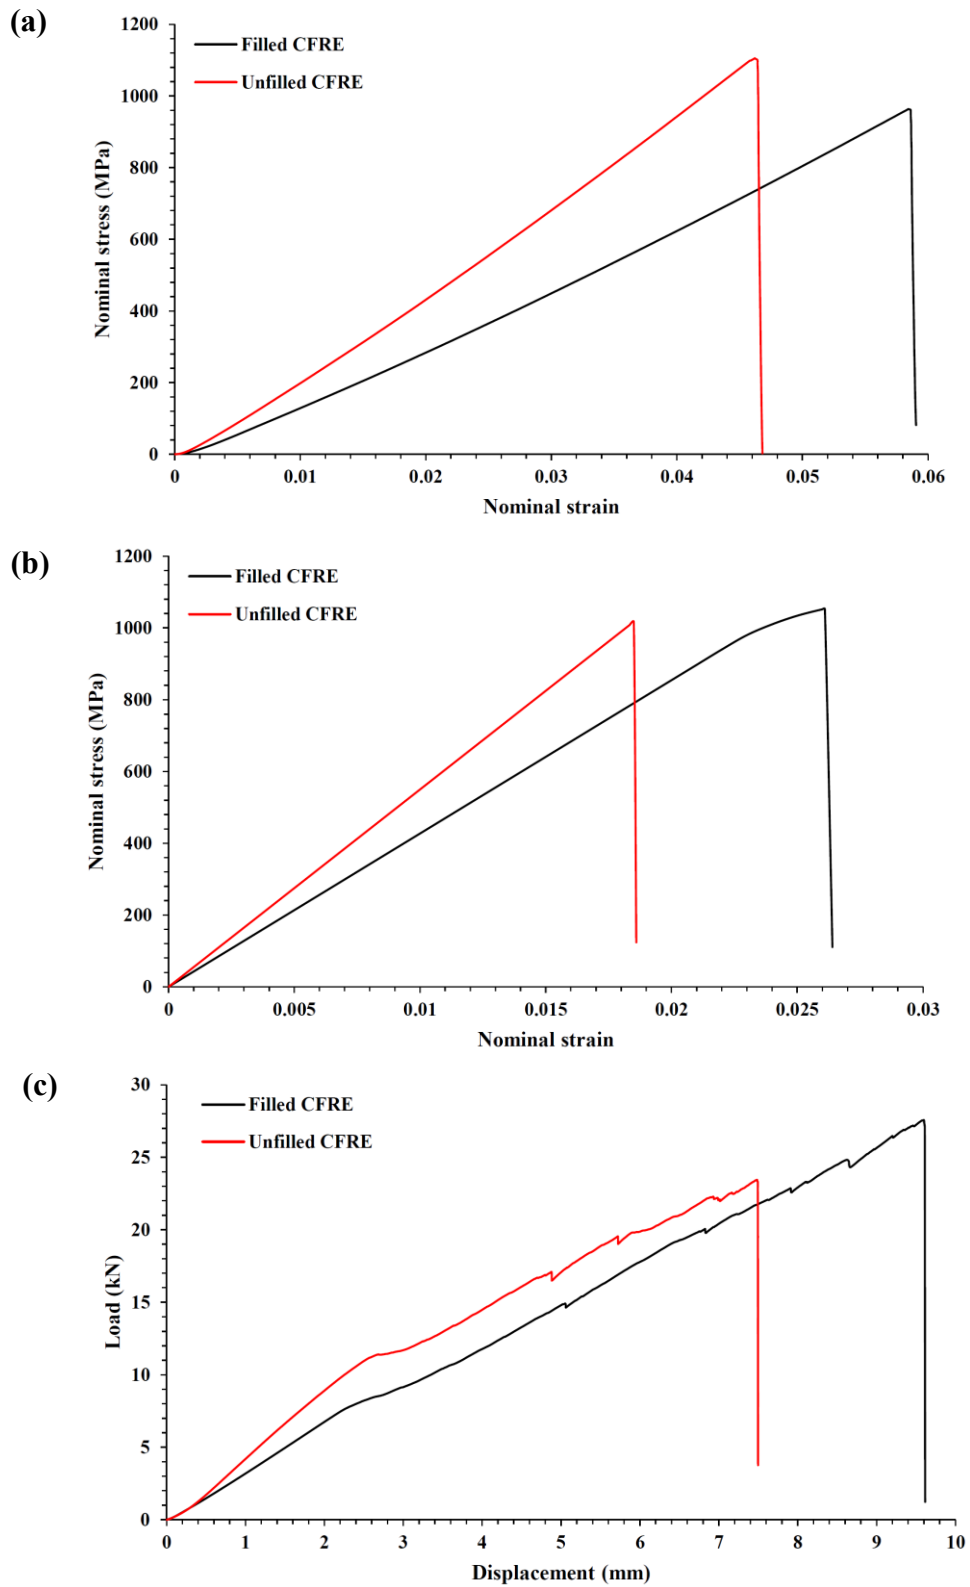 (a)
1200
1000
800
600
400
200
0
Nominal stress (MPa)
Filled CFRE
Unfilled CFRE
0 0.01 0.02 0.03 0.04 0.05 0.06
Nominal strain
(b)
1200
1000
800
600
400
200
0
Nominal stress (MPa)
Filled CFRE
Unfilled CFRE
0 0.005 0.01 0.015 0.02 0.025 0.03
Nominal strain
(c)
30
25
20
15
10
5
0
Load (kN)
Filled CFRE
Unfilled CFRE
0 1 2 3 4 5 6 7 8 9 10
Displacement (mm)